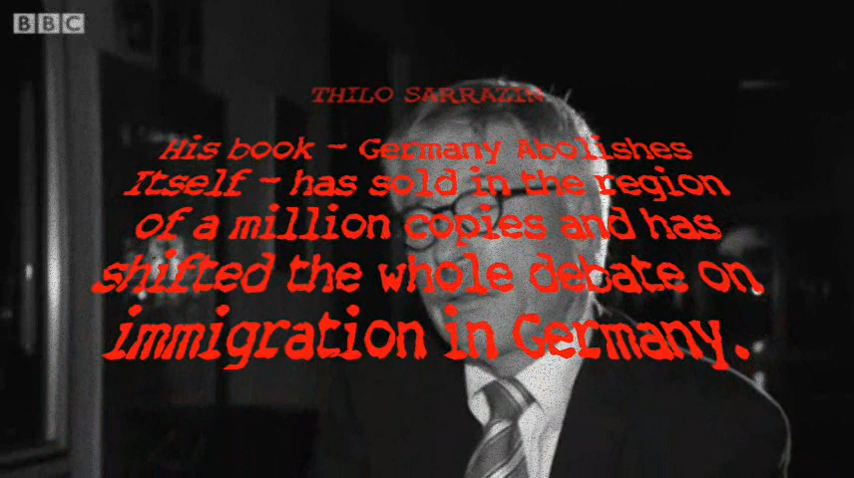 BBC
THILO SARRAZIN
His book - Germany Abolishes
Itself - has sold in the region
of a million copies and has
shifted the whole debate on
immigration in Germany.